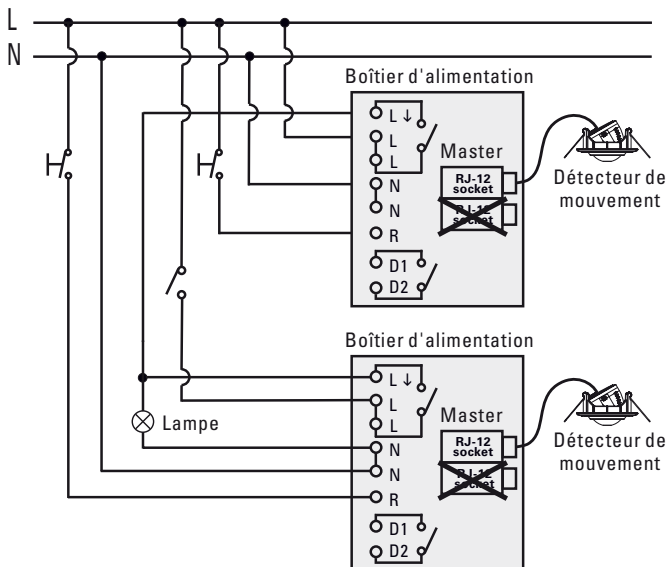 L
N
Boîtier d'alimentation
L ↓
L
L
Master
N
RJ-12
socket
N
RJ-12
socket
R
D1
D2
Détecteur de
mouvement
Boîtier d'alimentation
L ↓
L
L
Lampe
Master
N
RJ-12
socket
N
RJ-12
socket
R
D1
D2
Détecteur de
mouvement